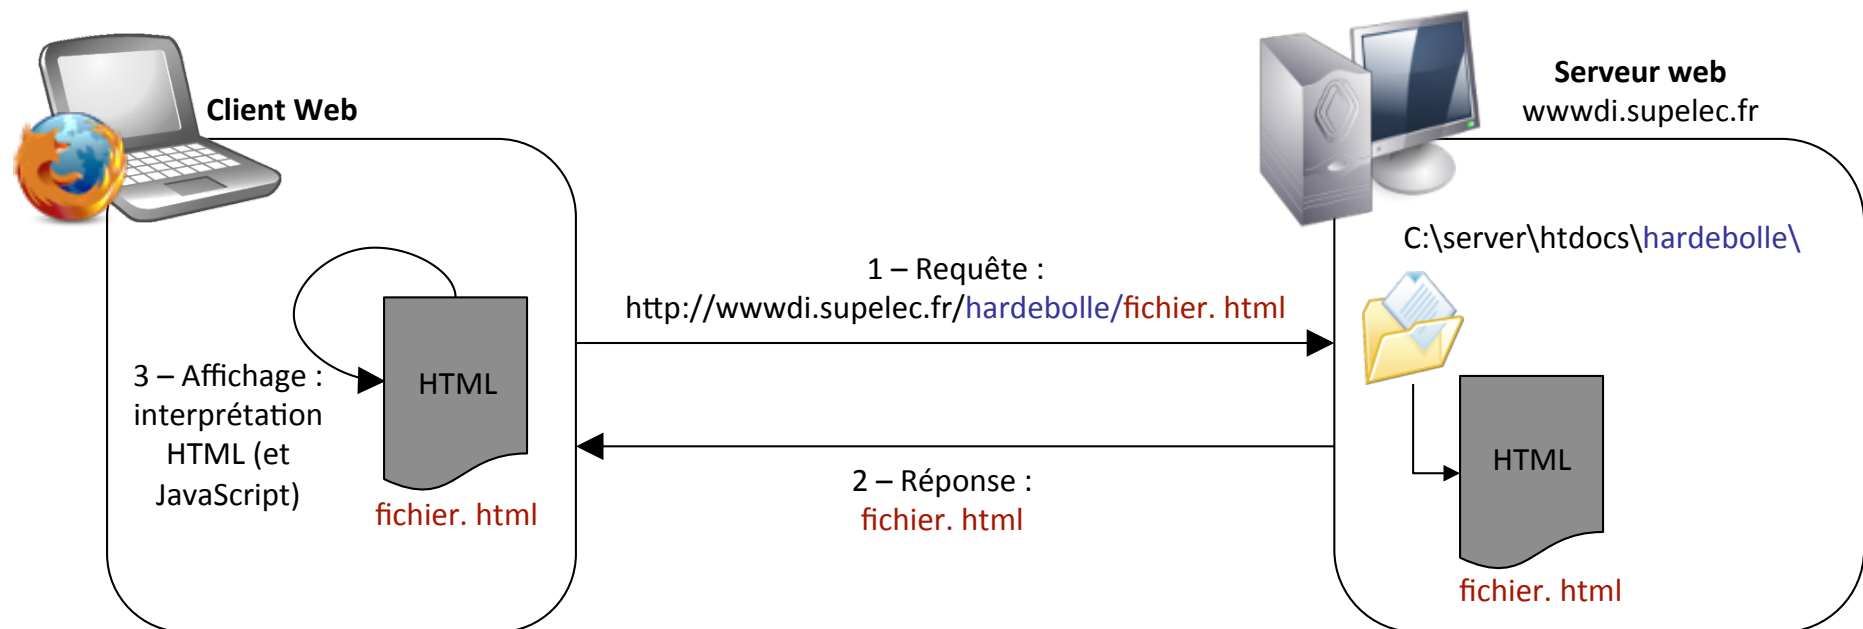 Client Web
Serveur web
wwwdi.supelec.fr
C:\server\htdocs\hardebolle\
1 – Requête :
http://wwwdi.supelec.fr/hardebolle/fichier. html
3 – Affichage :
interprétation
HTML (et
JavaScript)
HTML
fichier. html
2 – Réponse :
fichier. html
HTML
fichier. html